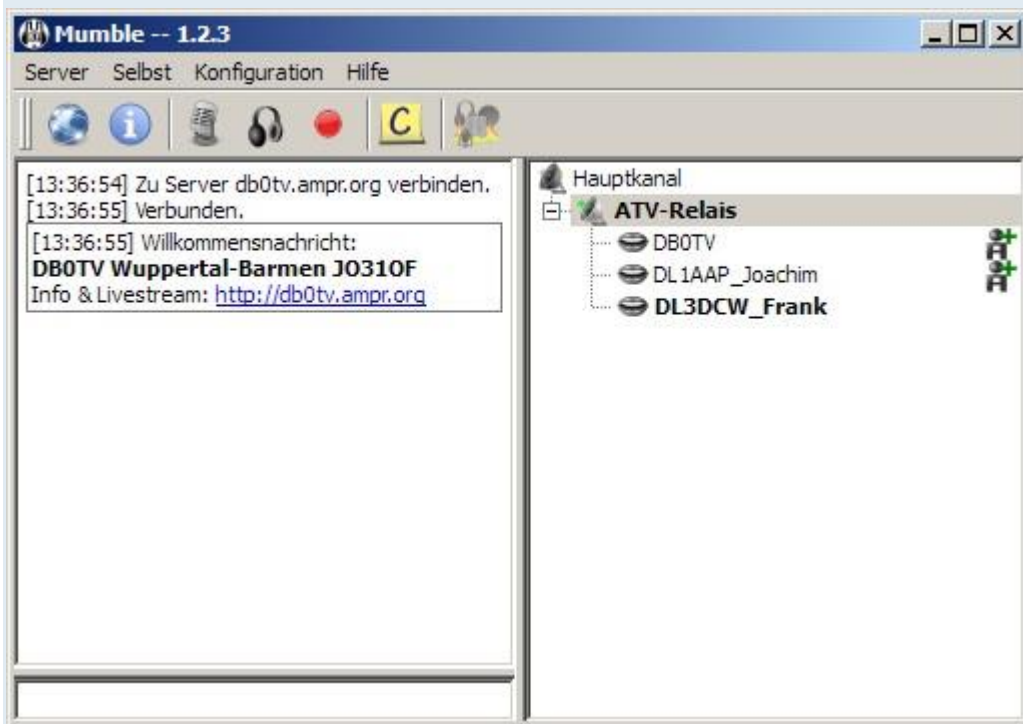 Mumble -- 1.2.3
Server Selbst Konfiguration Hilfe
C
[13:36:54] Zu Server db0tv.ampr.org verbinden.
[13:36:55] Verbunden.
[13:36:55] Willkommensnachricht:
DB0TV Wuppertal-Barmen JO31OF
Info & Livestream: http://db0tv.ampr.org
Hauptkanal
ATV-Relais
DB0TV
DL1AAP_Joachim
DL3DCW_Frank